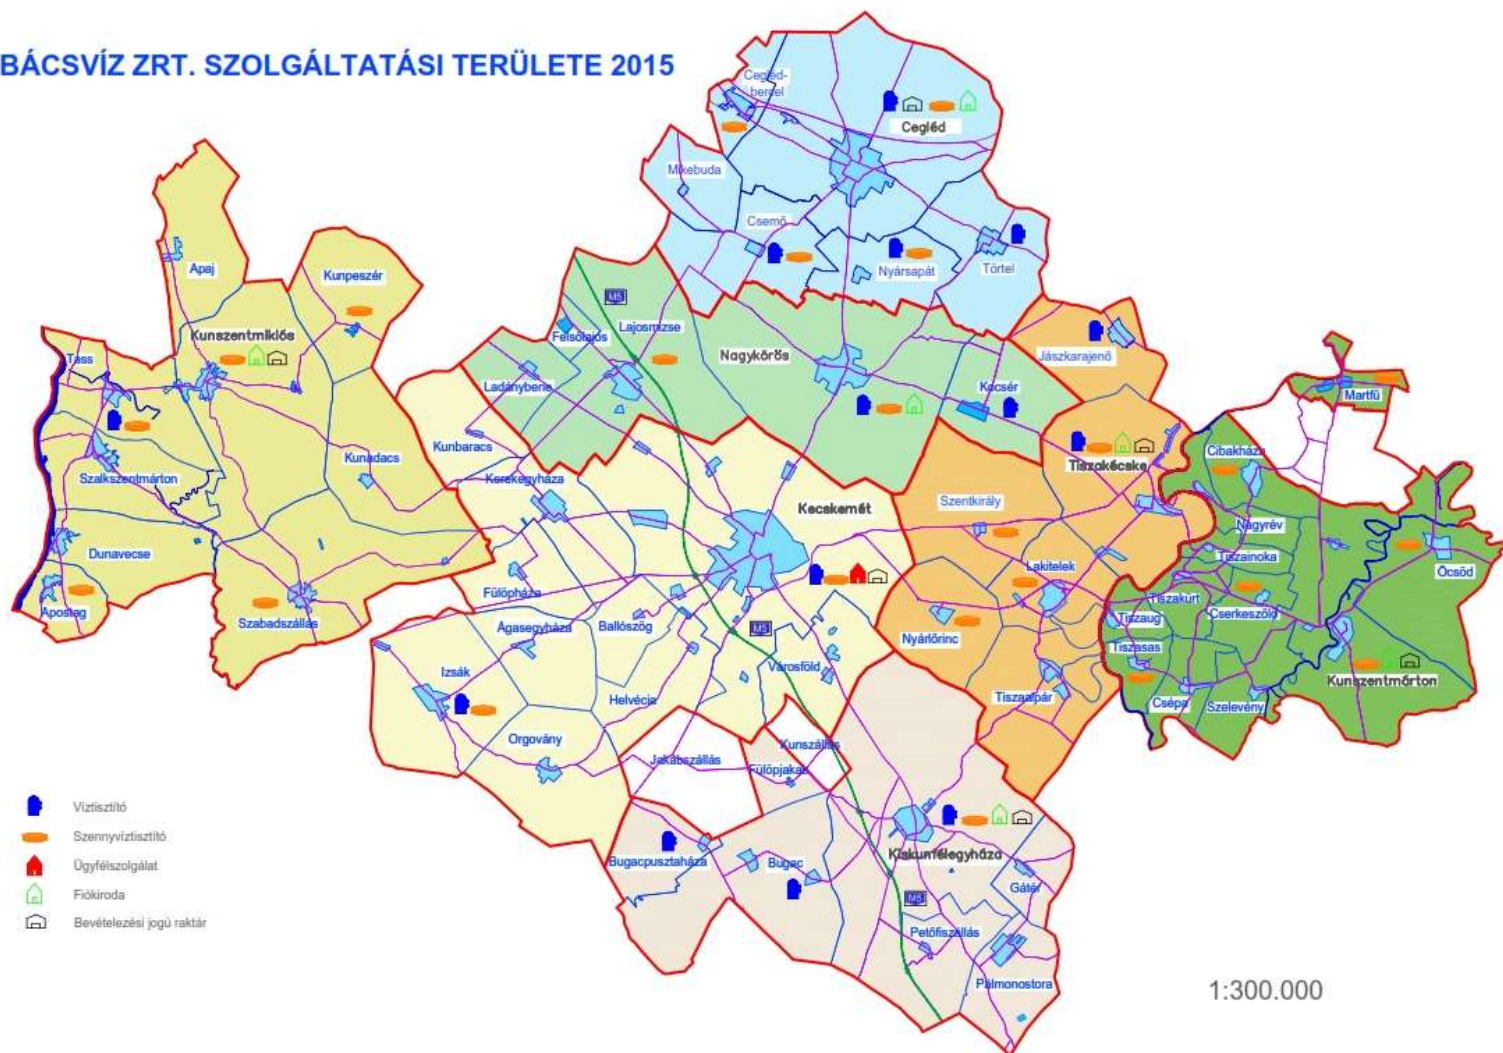 BÁCSVÍZ ZRT. SZOLGÁLTATÁSI TERÜLETE 2015
Cegléd-
bercel
Cegléd
Mikebuda
Csemő
Nyársapát
Törtel
Apaj
Kunpeszér
Kunszentmiklós
Tass
Szalkszentmárton
Kunadacs
Dunavecse
Apostag
Szabadszállás
M5
Felsőlajos
Lajosmizse
Ladánybene
Nagykőrös
Kocsér
Jászkarajenő
Tiszakécske
Martfű
Cibakháza
Nagyrév
Tiszainoka
Öcsöd
Tiszakürt
Cserkeszőlő
Tiszaug
Tiszasas
Csépa
Szelevény
Kunszentmárton
Kunbaracs
Kerekegyháza
Kecskemét
Szentkirály
Lakitelek
Nyárlőrinc
Tiszaalpár
Fülöpháza
Ágasegyháza
Ballószög
M5
Városföld
Izsák
Helvécia
Orgovány
Jakabszállás
Kunszállás
Fülöpjakab
Bugacpusztaháza
Bugac
Kiskunfélegyháza
Gátér
M5
Petőfiszállás
Pálmonostora
Víztisztító
Szennyvíztisztító
Ügyfélszolgálat
Fiókiroda
Bevételezési jogú raktár
1:300.000